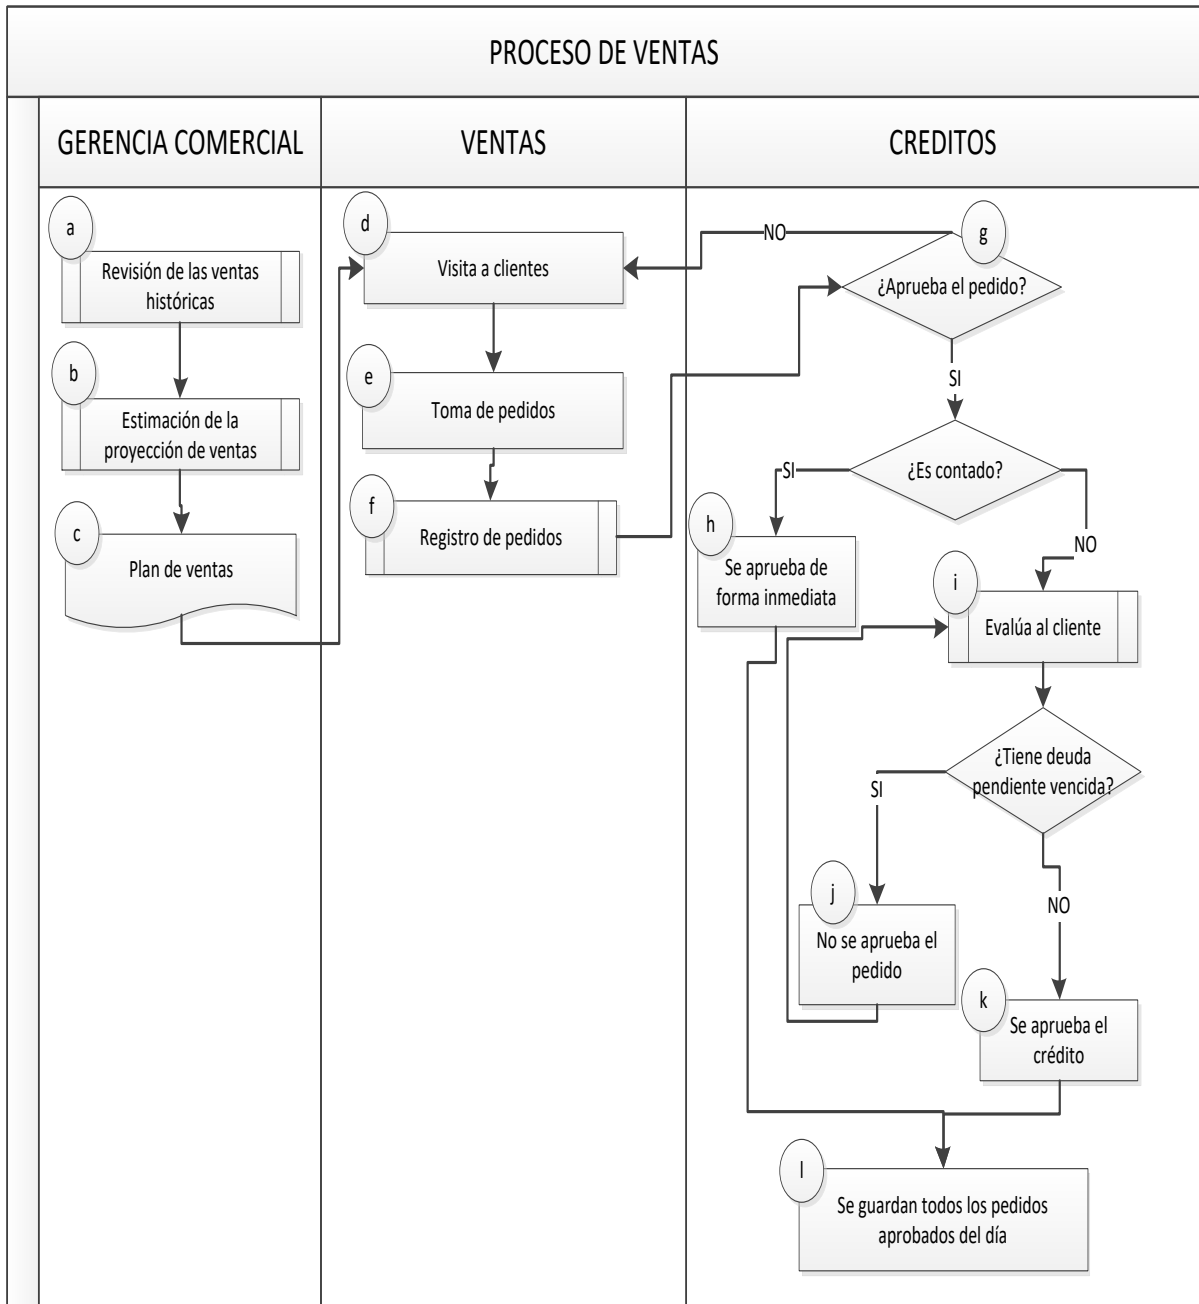 PROCESO DE VENTAS
GERENCIA COMERCIAL
VENTAS
CREDITOS
a
Revisión de las ventas
históricas
b
Estimación de la
proyección de ventas
c
Plan de ventas
d
Visita a clientes
e
Toma de pedidos
f
Registro de pedidos
NO
g
¿Aprueba el pedido?
SI
¿Es contado?
SI
NO
h
Se aprueba de
forma inmediata
i
Evalúa al cliente
¿Tiene deuda
pendiente vencida?
SI
NO
j
No se aprueba el
pedido
k
Se aprueba el
crédito
l
Se guardan todos los pedidos
aprobados del día